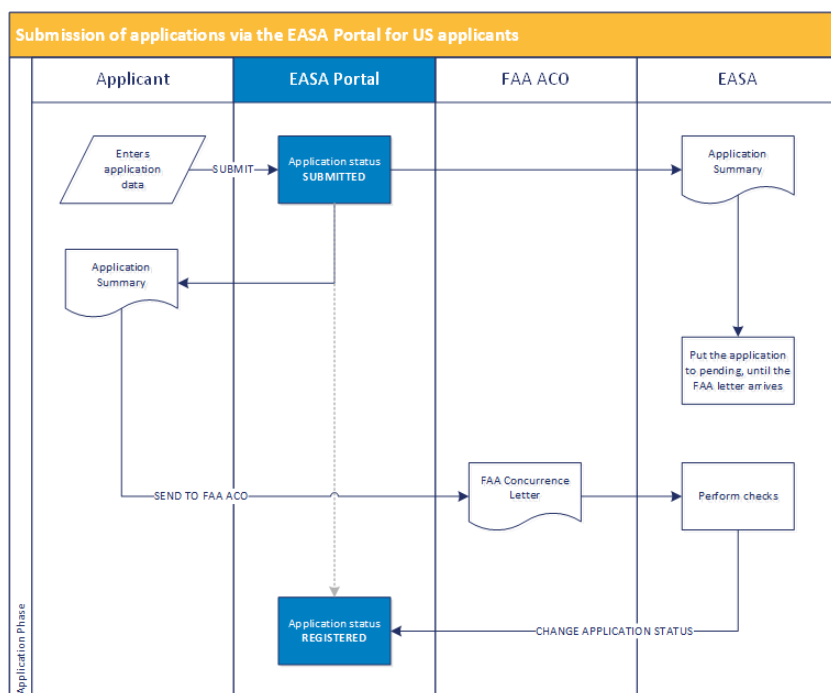 Submission of applications via the EASA Portal for US applicants
Applicant
EASA Portal
FAA ACO
EASA
Enters
application
data
SUBMIT
Application status
SUBMITTED
Application
Summary
Application
Summary
Put the application
to pending, until the
FAA letter arrives
SEND TO FAA ACO
FAA Concurrence
Letter
Perform checks
Application status
REGISTERED
CHANGE APPLICATION STATUS
Application Phase